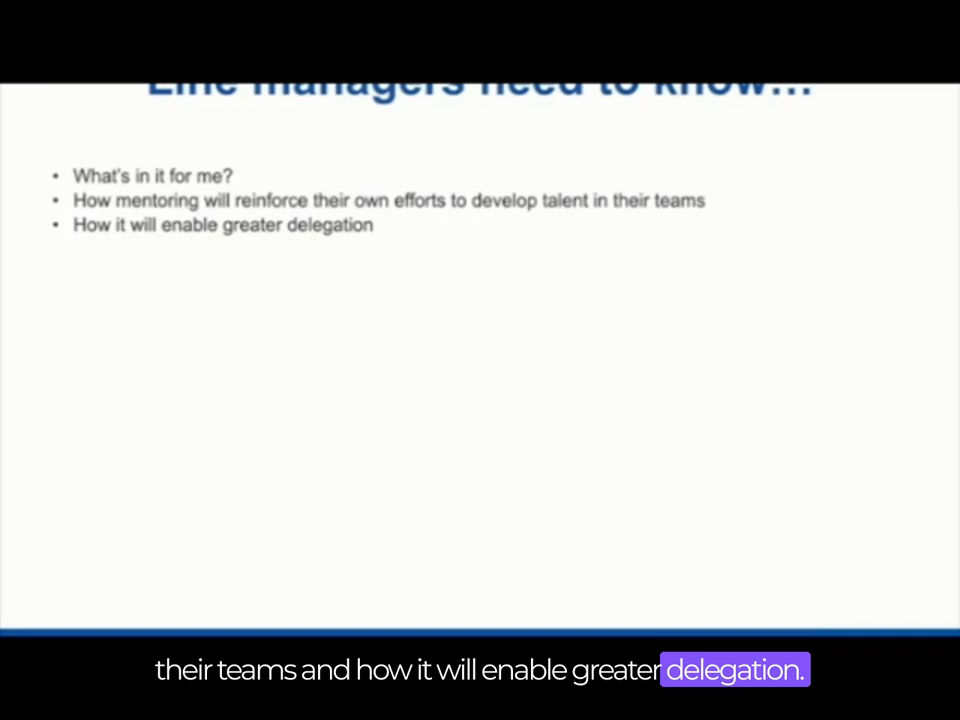 Line managers need to know...
• What's in it for me?
• How mentoring will reinforce their own efforts to develop talent in their teams
• How it will enable greater delegation
their teams and how it will enable greater delegation.